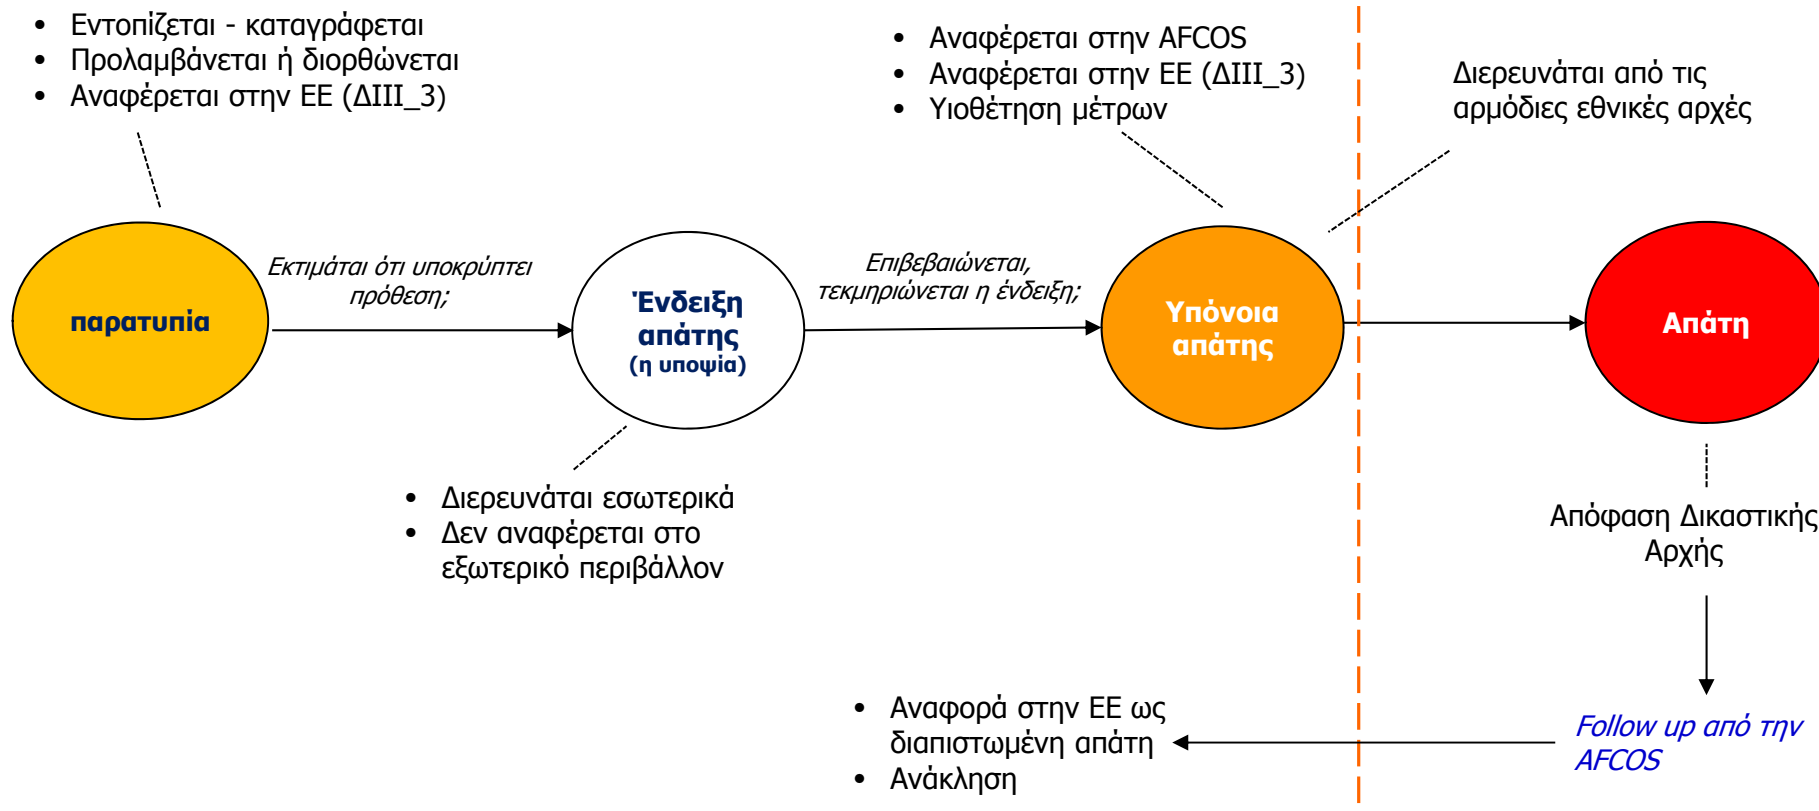 • Εντοπίζεται - καταγράφεται
• Προλαμβάνεται ή διορθώνεται
• Αναφέρεται στην ΕΕ (ΔΙΙΙ_3)
• Αναφέρεται στην AFCOS
• Αναφέρεται στην ΕΕ (ΔΙΙΙ_3)
• Υιοθέτηση μέτρων
Διερευνάται από τις
αρμόδιες εθνικές αρχές
παρατυπία
Εκτιμάται ότι υποκρύπτει
πρόθεση;
Ένδειξη
απάτης
(η υποψία)
Επιβεβαιώνεται,
τεκμηριώνεται η ένδειξη;
Υπόνοια
απάτης
Απάτη
• Διερευνάται εσωτερικά
• Δεν αναφέρεται στο
εξωτερικό περιβάλλον
Απόφαση Δικαστικής
Αρχής
Follow up από την
AFCOS
• Αναφορά στην ΕΕ ως
διαπιστωμένη απάτη
• Ανάκληση